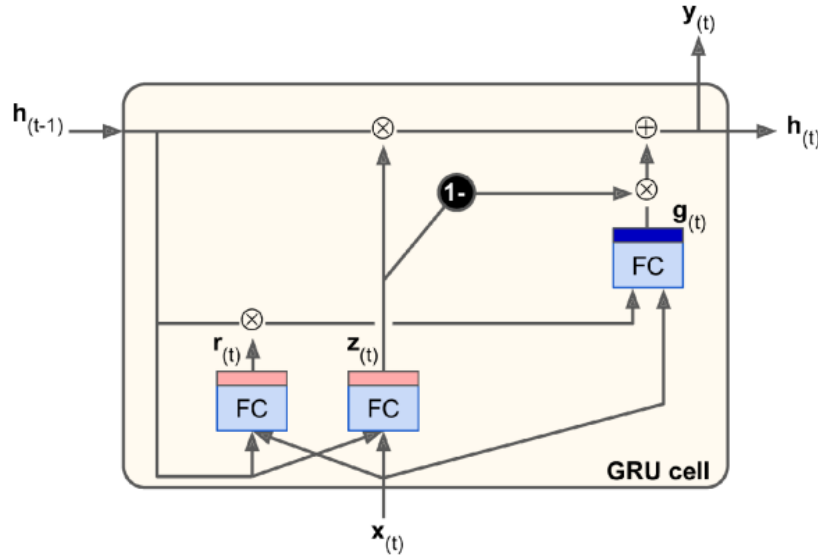 y(t)
h(t-1)
h(t)
1-
g(t)
FC
r(t)
z(t)
FC
FC
GRU cell
x(t)